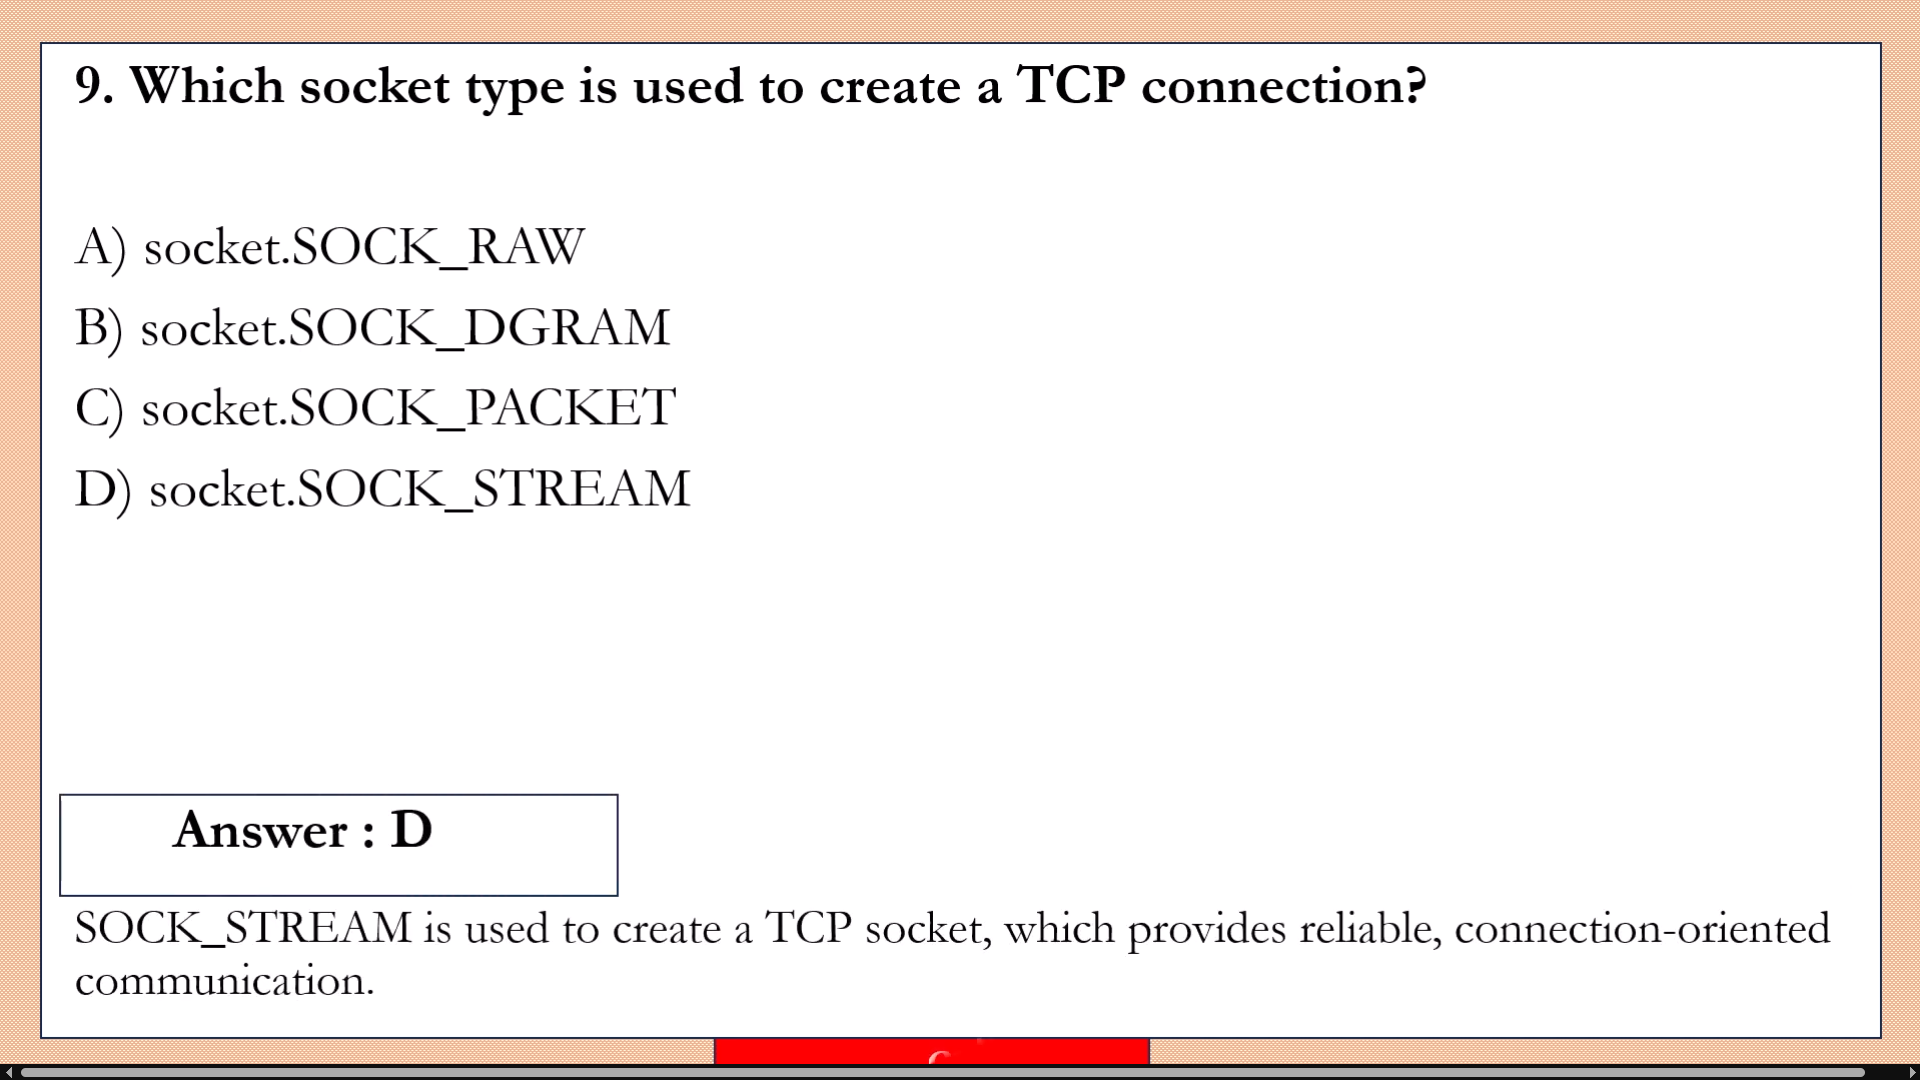 9. Which socket type is used to create a TCP connection?
A) socket.SOCK_RAW
B) socket.SOCK_DGRAM
C) socket.SOCK_PACKET
D) socket.SOCK_STREAM
Answer : D
SOCK_STREAM is used to create a TCP socket, which provides reliable, connection-oriented
communication.